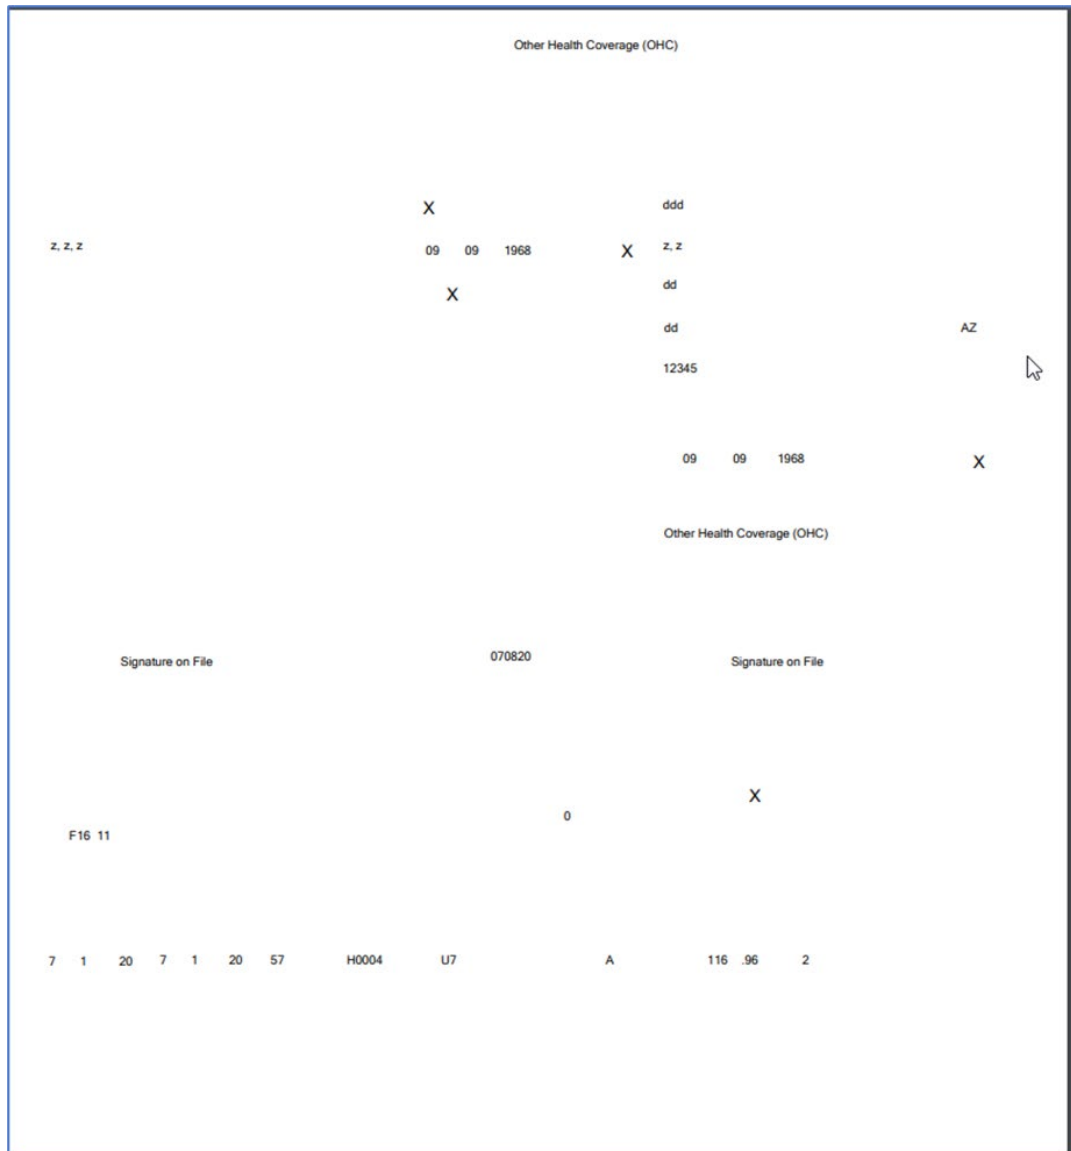 Other Health Coverage (OHC)
X ddd
z, z, z 09 09 1968 X z, z
X dd
dd AZ
12345
09 09 1968 X
Other Health Coverage (OHC)
Signature on File 070820 Signature on File
X
0
F16 11
7 1 20 7 1 20 57 H0004 U7 A 116 .96 2